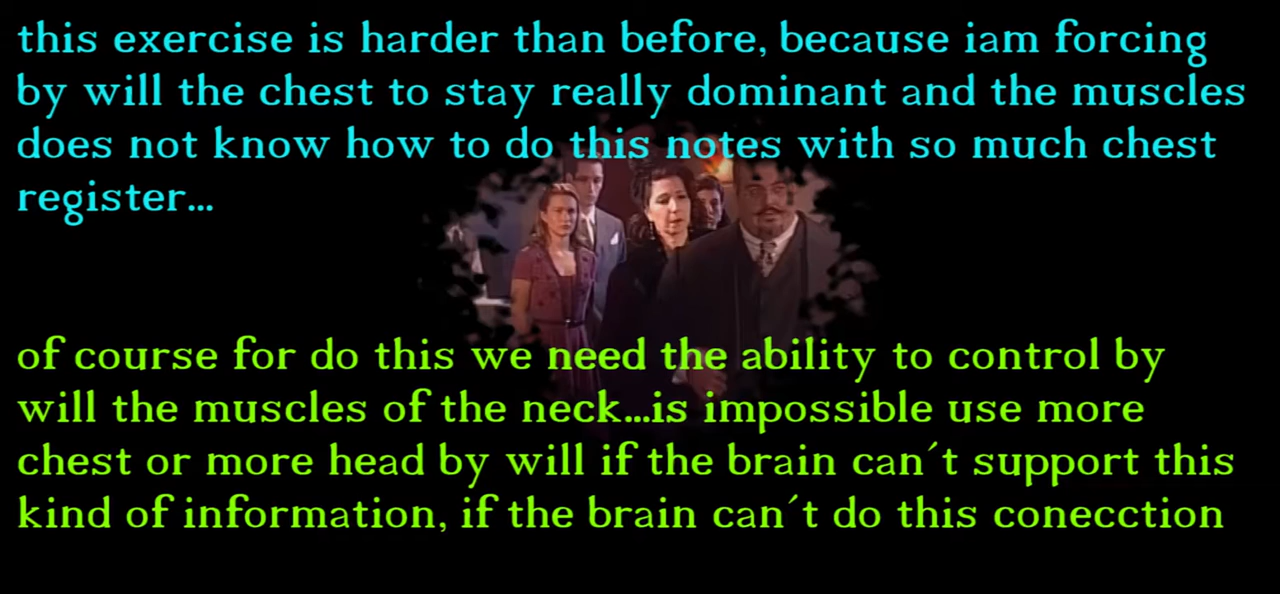 this exercise is harder than before, because iam forcing
by will the chest to stay really dominant and the muscles
does not know how to do this notes with so much chest
register...
of course for do this we need the ability to control by
will the muscles of the neck...is impossible use more
chest or more head by will if the brain can´t support this
kind of information, if the brain can´t do this conecction